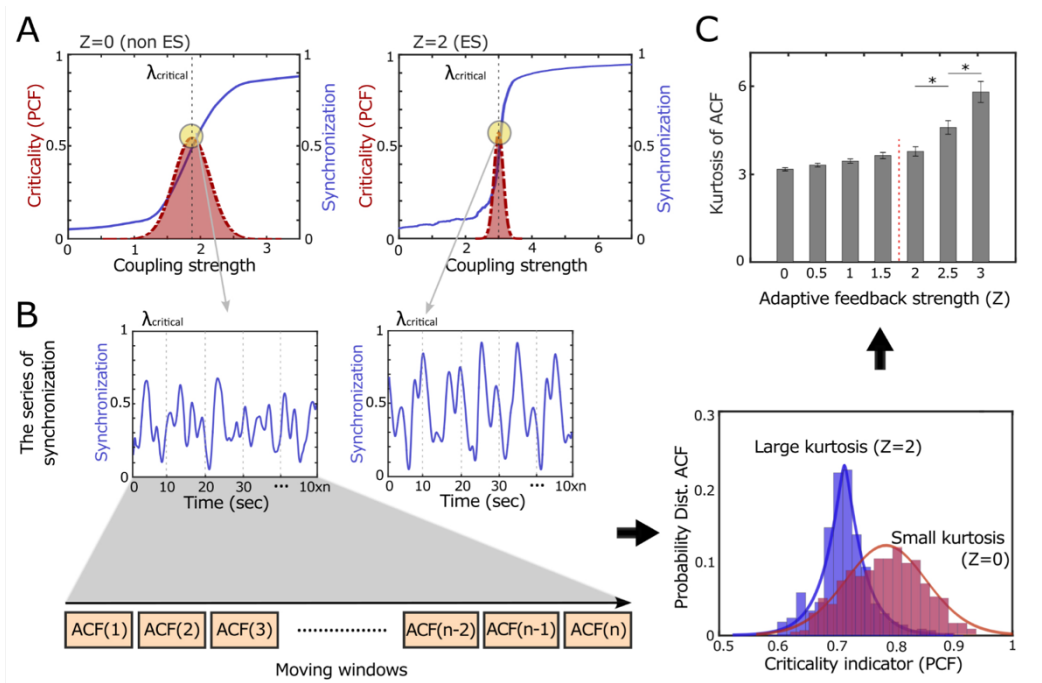 A
Z=0 (non ES)
λcritical
1
0.5
0
Criticality (PCF)
1
0.5
0
Synchronization
0 1 2 3
Coupling strength
Z=2 (ES)
λcritical
1
0.5
0
Criticality (PCF)
1
0.5
0
Synchronization
0 2 4 6
Coupling strength
B
The series of
synchronization
λcritical
1
0.5
0
Synchronization
0 10 20 30 ••• 10xn
Time (sec)
λcritical
1
0.5
0
Synchronization
0 10 20 30 ••• 10xn
Time (sec)
ACF(1) ACF(2) ACF(3) ACF(n-2) ACF(n-1) ACF(n)
Moving windows
C
* *
6
3
0
Kurtosis of ACF
0 0.5 1 1.5 2 2.5 3
Adaptive feedback strength (Z)
0.3
0.2
0.1
0
Probability Dist. ACF
Large kurtosis (Z=2)
Small kurtosis
(Z=0)
0.5 0.6 0.7 0.8 0.9 1
Criticality indicator (PCF)